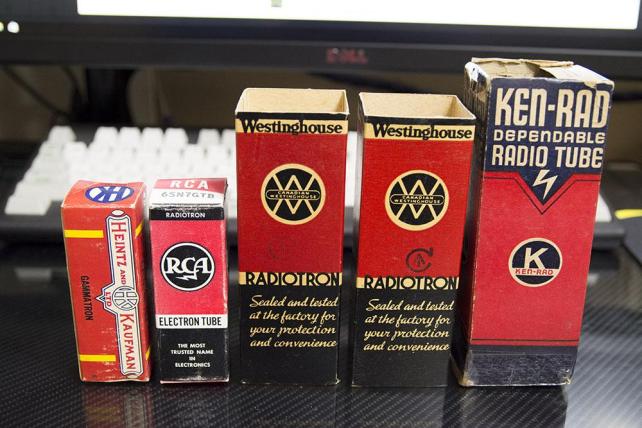 DELL
HK
HEINTZ AND KAUFMAN
LTD.
GAMMATRON
RCA
6SN7GTB
RADIOTRON
RCA
ELECTRON TUBE
THE MOST
TRUSTED NAME
IN
ELECTRONICS
Westinghouse
W
CANADIAN
WESTINGHOUSE
RADIOTRON
Sealed and tested
at the factory for
your protection
and convenience
Westinghouse
W
CANADIAN
WESTINGHOUSE
RADIOTRON
Sealed and tested
at the factory for
your protection
and convenience
KEN-RAD
DEPENDABLE
RADIO TUBE
K
KEN-RAD